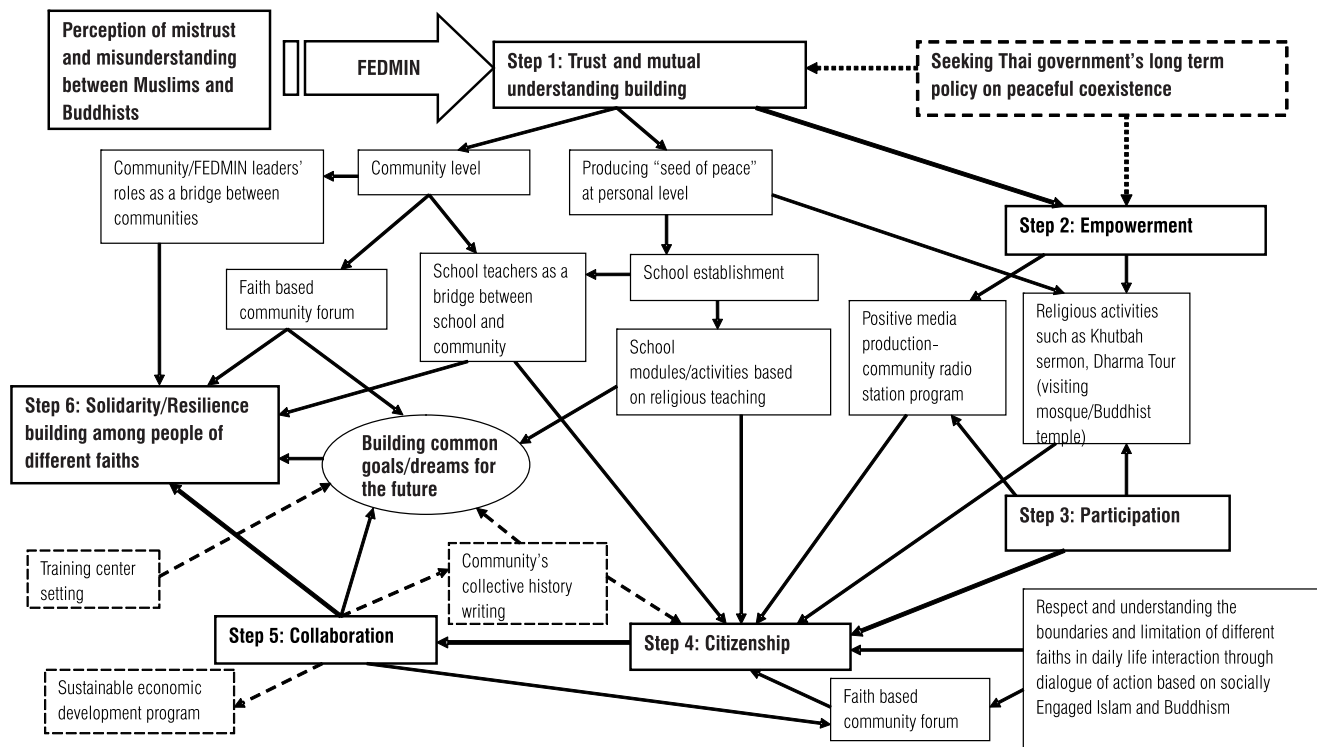 Perception of mistrust
and misunderstanding
between Muslims and
Buddhists
FEDMIN
Step 1: Trust and mutual
understanding building
Seeking Thai government's long term
policy on peaceful coexistence
Community/FEDMIN leaders'
roles as a bridge between
communities
Community level
Producing “seed of peace”
at personal level
Step 2: Empowerment
Faith based
community forum
School teachers as a
bridge between
school and
community
School establishment
School
modules/activities based
on religious teaching
Positive media
production-
community radio
station program
Religious activities
such as Khutbah
sermon, Dharma Tour
(visiting
mosque/Buddhist
temple)
Step 6: Solidarity/Resilience
building among people of
different faiths
Building common
goals/dreams for
the future
Step 3: Participation
Training center
setting
Community's
collective history
writing
Step 5: Collaboration
Step 4: Citizenship
Respect and understanding the
boundaries and limitation of different
faiths in daily life interaction through
dialogue of action based on socially
Engaged Islam and Buddhism
Sustainable economic
development program
Faith based
community forum